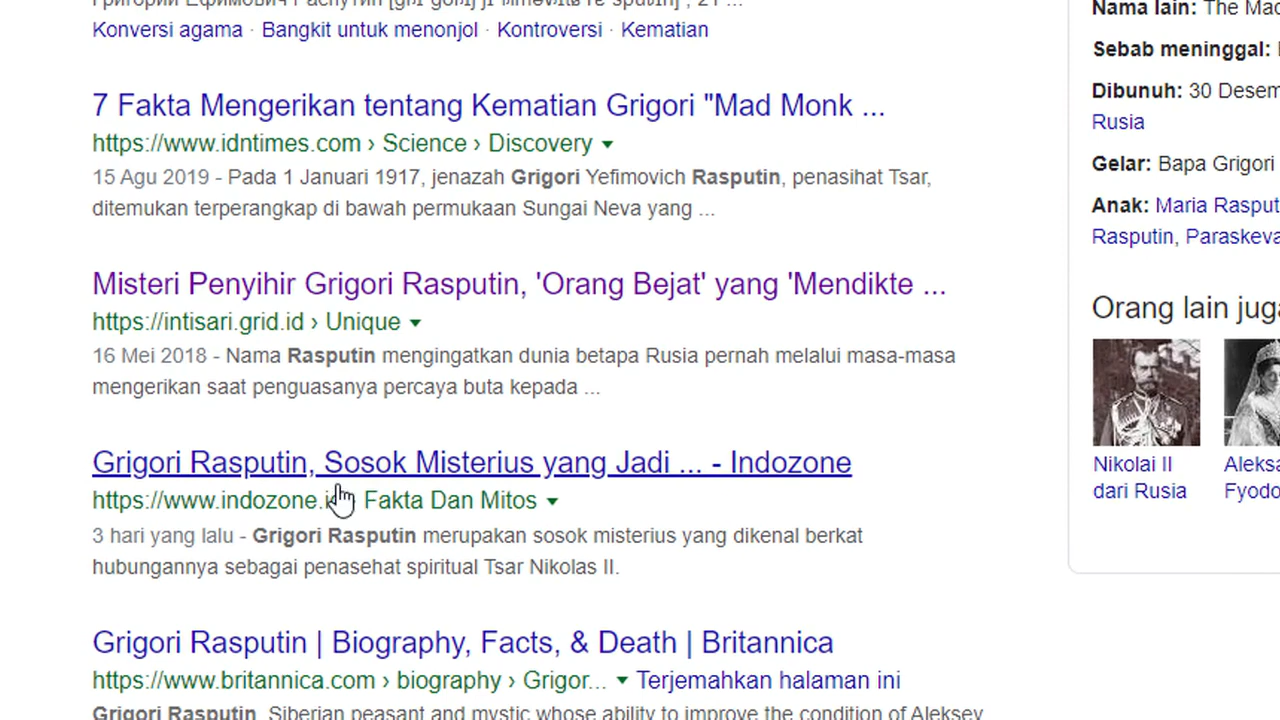 Konversi agama · Bangkit untuk menonjol · Kontroversi · Kematian
7 Fakta Mengerikan tentang Kematian Grigori "Mad Monk ...
https://www.idntimes.com › Science › Discovery
15 Agu 2019 - Pada 1 Januari 1917, jenazah Grigori Yefimovich Rasputin, penasihat Tsar,
ditemukan terperangkap di bawah permukaan Sungai Neva yang ...
Misteri Penyihir Grigori Rasputin, 'Orang Bejat' yang 'Mendikte ...
https://intisari.grid.id › Unique
16 Mei 2018 - Nama Rasputin mengingatkan dunia betapa Rusia pernah melalui masa-masa
mengerikan saat penguasanya percaya buta kepada ...
Grigori Rasputin, Sosok Misterius yang Jadi ... - Indozone
https://www.indozone.i Fakta Dan Mitos
3 hari yang lalu - Grigori Rasputin merupakan sosok misterius yang dikenal berkat
hubungannya sebagai penasehat spiritual Tsar Nikolas II.
Grigori Rasputin | Biography, Facts, & Death | Britannica
https://www.britannica.com › biography › Grigor... Terjemahkan halaman ini
Grigori Rasputin, Siberian peasant and mystic whose ability to improve the condition of Aleksey
Nama lain: The Mad
Sebab meninggal:
Dibunuh: 30 Desem
Rusia
Gelar: Bapa Grigori
Anak: Maria Rasput
Rasputin, Paraskeva
Orang lain juga
Nikolai II
dari Rusia
Aleksa
Fyodo